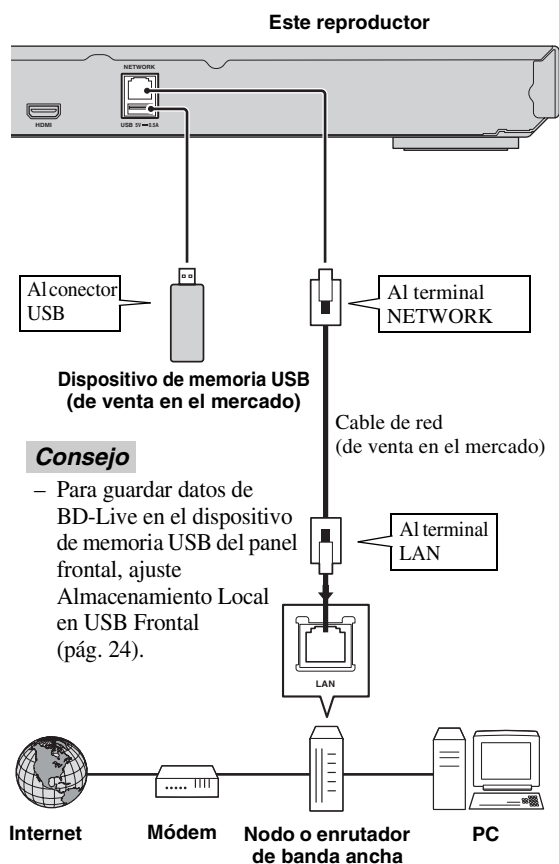 Este reproductor
NETWORK
HDMI
USB 5V⎓0.5A
Al conector
USB
Al terminal
NETWORK
Dispositivo de memoria USB
(de venta en el mercado)
Cable de red
(de venta en el mercado)
Consejo
– Para guardar datos de
BD-Live en el dispositivo
de memoria USB del panel
frontal, ajuste
Almacenamiento Local
en USB Frontal
(pág. 24).
Al terminal
LAN
LAN
Internet
Módem
Nodo o enrutador
de banda ancha
PC